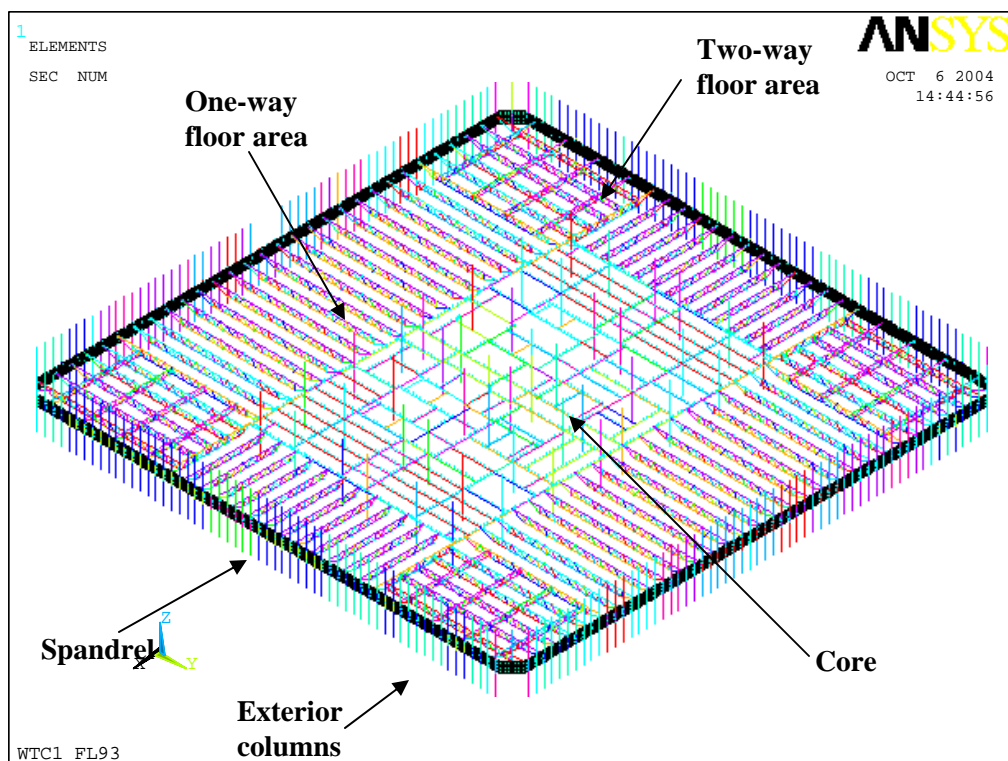 1
ELEMENTS
SEC NUM
ANSYS
OCT 6 2004
14:44:56
Two-way
floor area
One-way
floor area
Spandrel
Z
X
Y
Core
Exterior
columns
WTC1 FL93